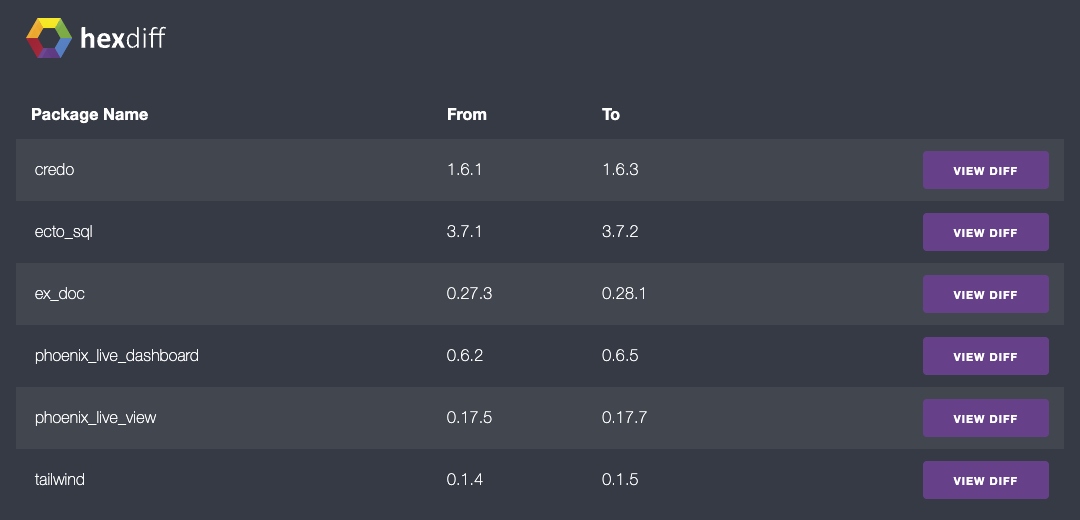 hexdiff
Package Name From To
credo 1.6.1 1.6.3 VIEW DIFF
ecto_sql 3.7.1 3.7.2 VIEW DIFF
ex_doc 0.27.3 0.28.1 VIEW DIFF
phoenix_live_dashboard 0.6.2 0.6.5 VIEW DIFF
phoenix_live_view 0.17.5 0.17.7 VIEW DIFF
tailwind 0.1.4 0.1.5 VIEW DIFF